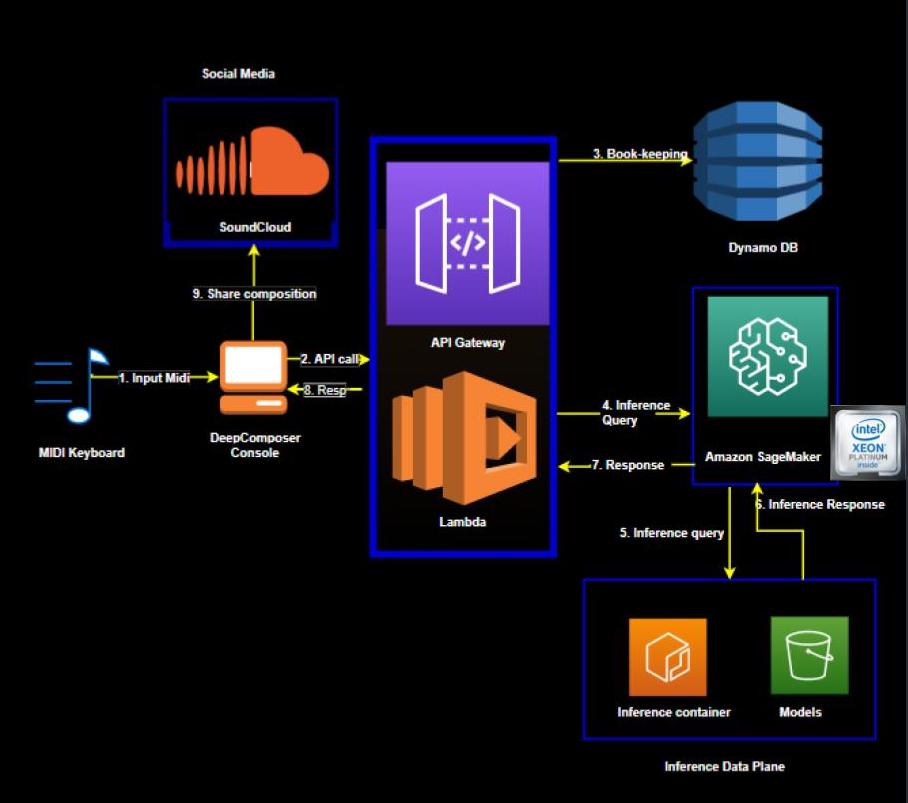 Social Media
SoundCloud
9. Share composition
1. Input Midi
MIDI Keyboard
DeepComposer
Console
2. API call
8. Resp
</>
API Gateway
Lambda
3. Book-keeping
Dynamo DB
4. Inference
Query
7. Response
Amazon SageMaker
intel
XEON
PLATINUM
inside
5. Inference query
6. Inference Response
Inference container
Models
Inference Data Plane